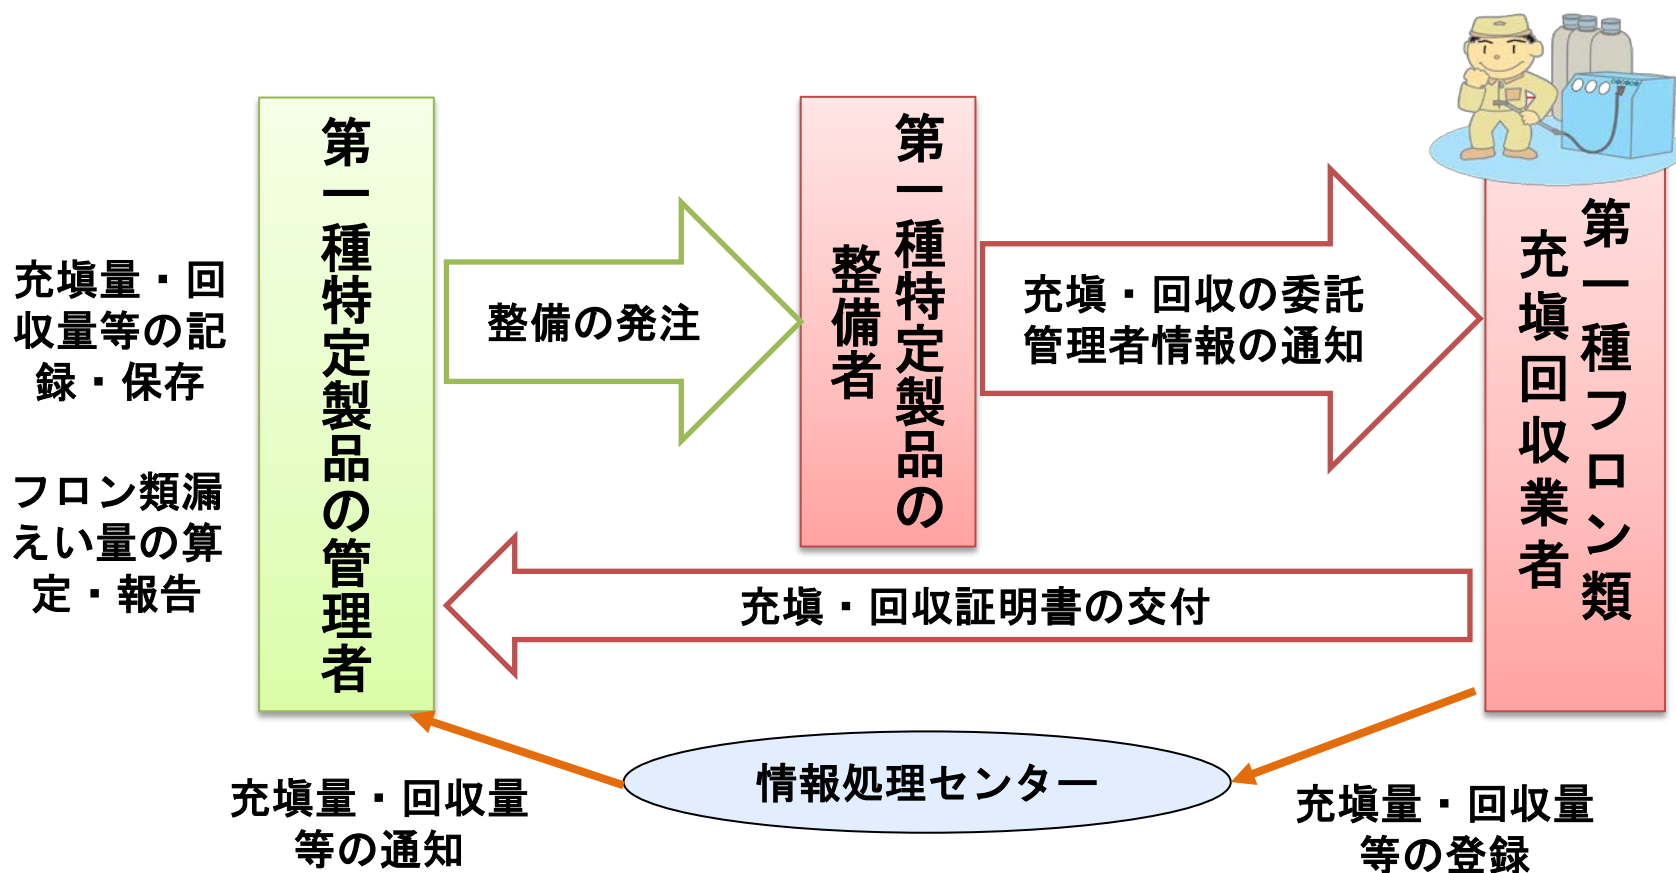 充塡量・回
収量等の記
録・保存
フロン類漏
えい量の算
定・報告
第一種特定製品の管理者
整備の発注
第一種特定製品の
整備者
充塡・回収の委託
管理者情報の通知
第一種フロン類
充塡回収業者
充塡・回収証明書の交付
情報処理センター
充塡量・回収量
等の通知
充塡量・回収量
等の登録